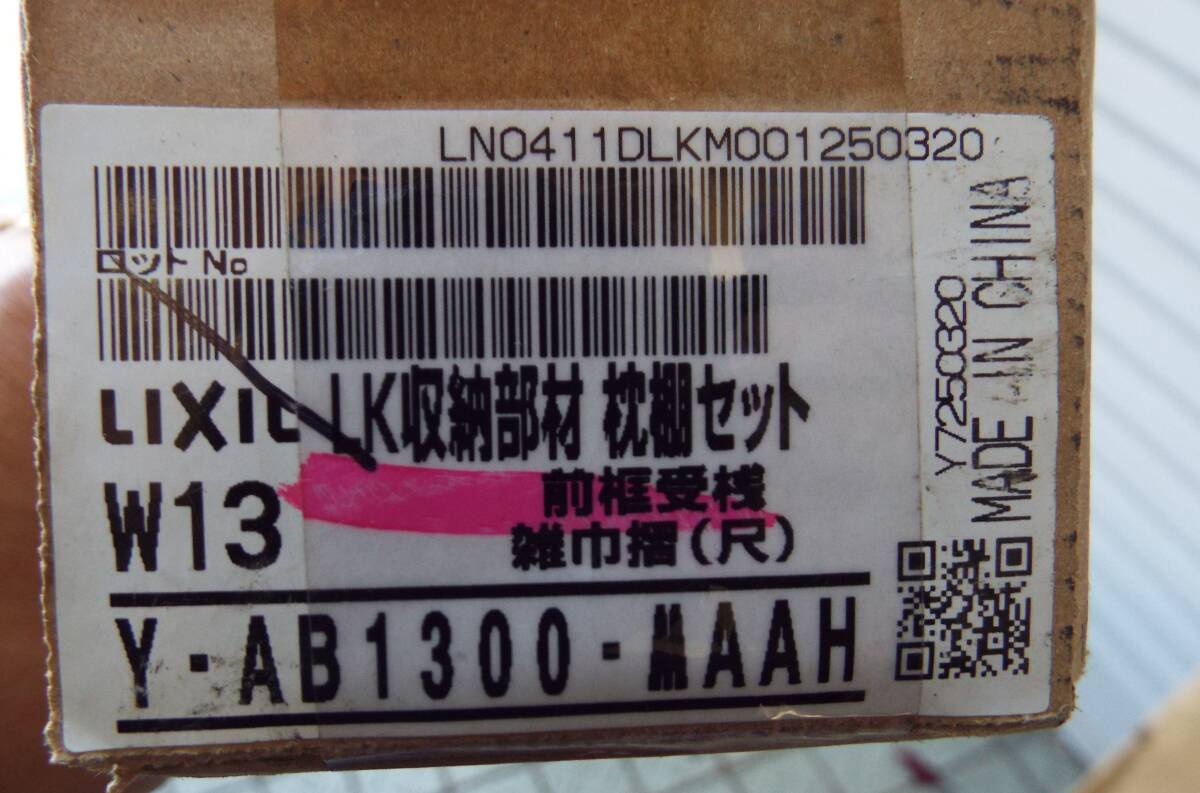 LN0411DLKM001250320
ロット No
LIXIL LK収納部材 枕棚セット
W13
前框受桟
雑巾摺(尺)
Y-AB1300-MAAH
Y7250320
MADE IN CHINA